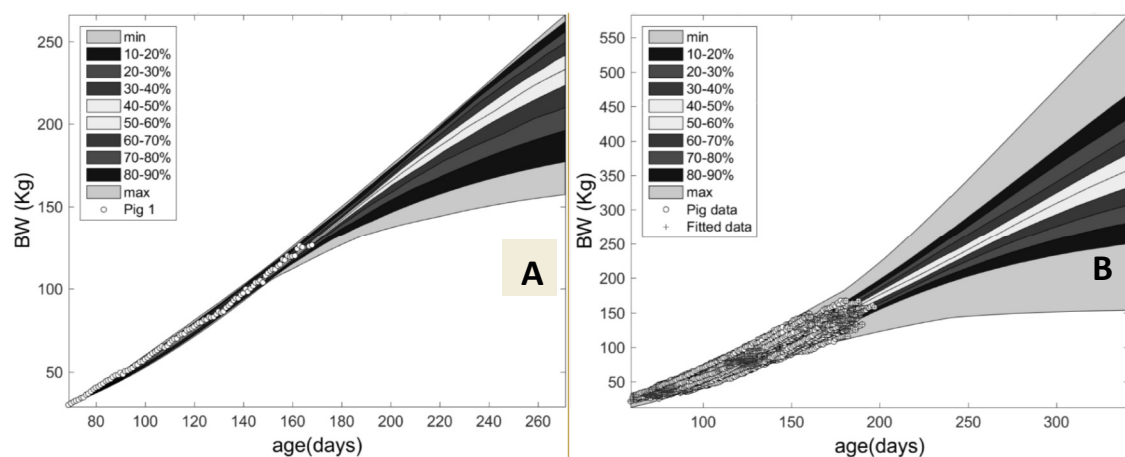 250
200
150
100
50
BW (Kg)
min
10-20%
20-30%
30-40%
40-50%
50-60%
60-70%
70-80%
80-90%
max
Pig 1
A
80 100 120 140 160 180 200 220 240 260
age(days)
550
500
450
400
350
300
250
200
150
100
50
BW (Kg)
min
10-20%
20-30%
30-40%
40-50%
50-60%
60-70%
70-80%
80-90%
max
Pig data
Fitted data
B
100 150 200 250 300
age(days)